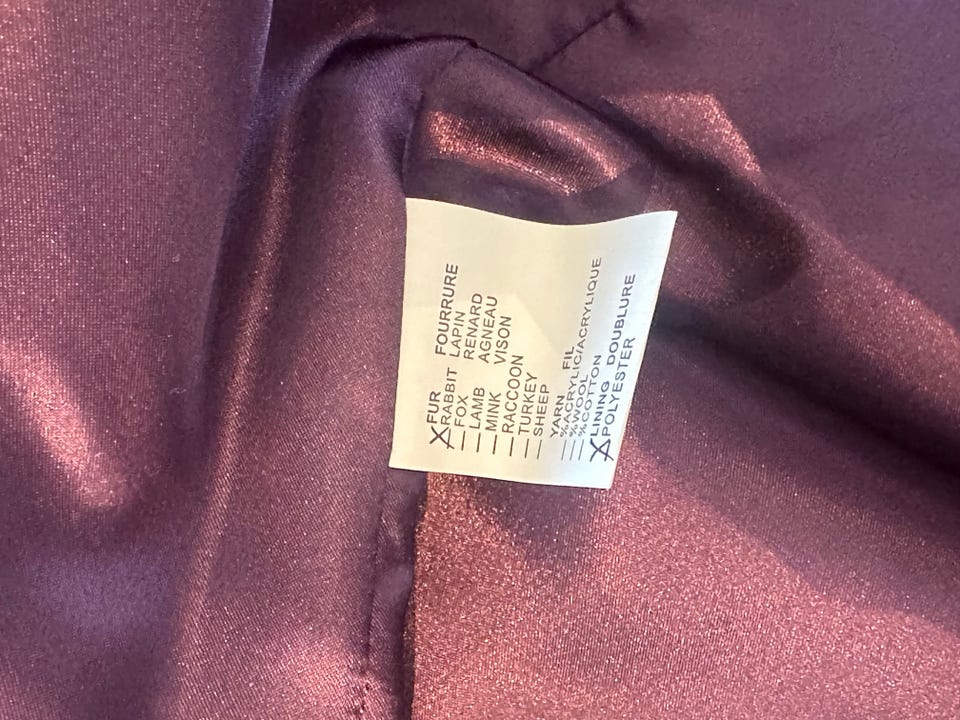 FUR FOURRURE
RABBIT LAPIN
FOX RENARD
LAMB AGNEAU
MINK VISON
RACCOON
TURKEY
SHEEP
YARN FIL
%ACRYLIC/ACRYLIQUE
%WOOL
%COTTON
LINING DOUBLURE
POLYESTER